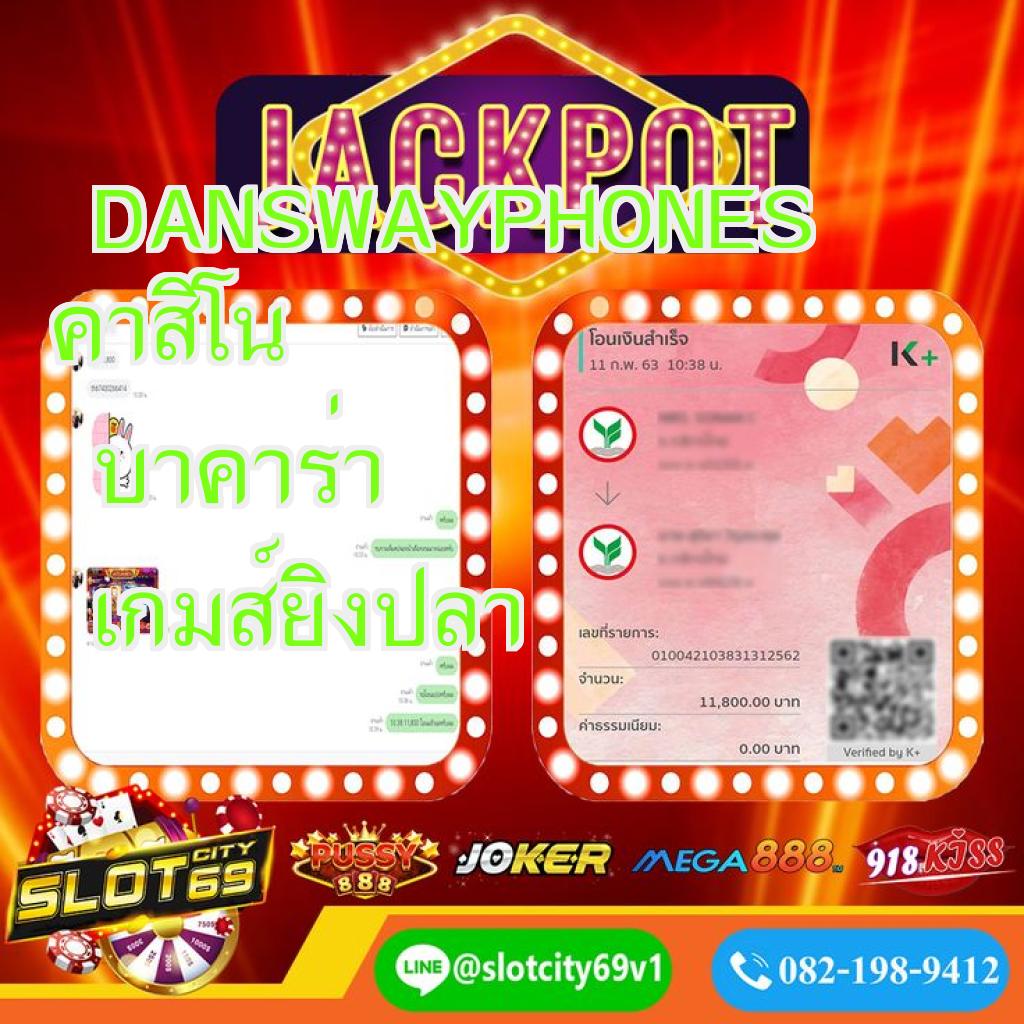 JACKPOT
DANSWAYPHONES
คาสิโน
บาคาร่า
เกมส์ยิงปลา
โอนเงินสำเร็จ
11 ก.พ. 63 10:38 น.
K+
เลขที่รายการ:
010042103831312562
จำนวน:
11,800.00 บาท
ค่าธรรมเนียม:
0.00 บาท
Verified by K+
SLOT CITY 69
PUSSY 888
JOKER
MEGA888
918KISS
LINE @slotcity69v1
082-198-9412